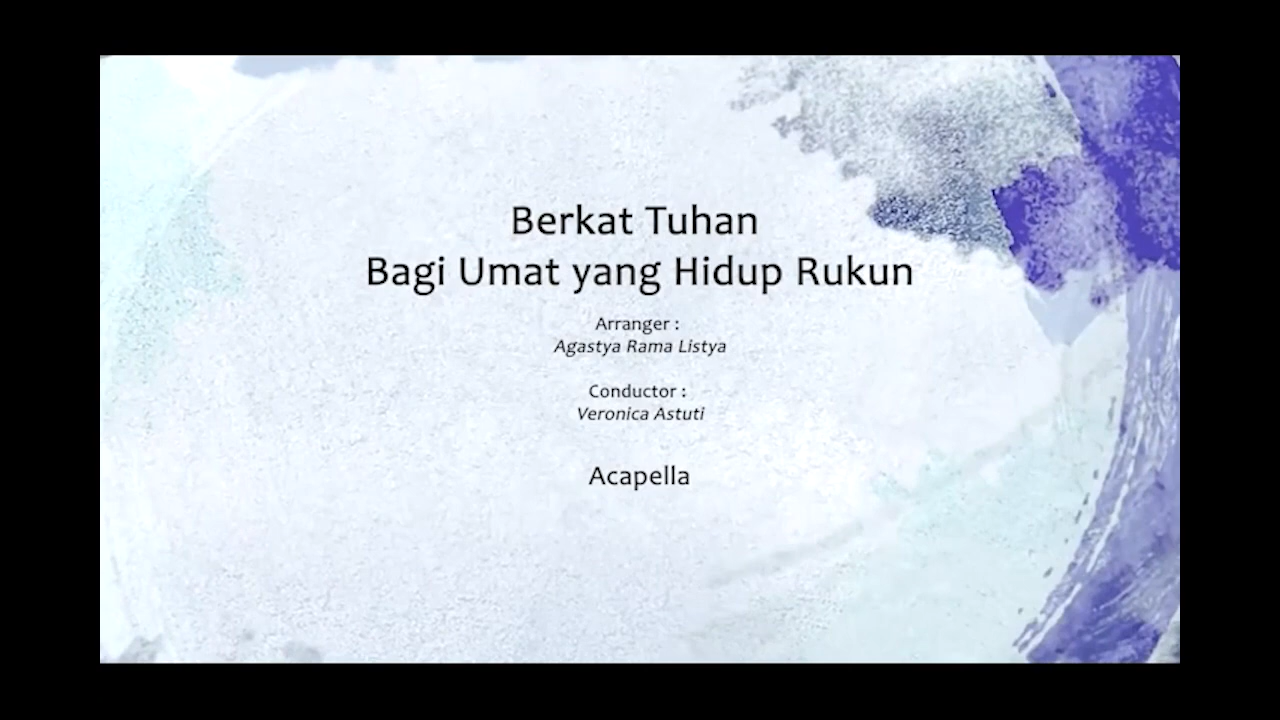 Berkat Tuhan
Bagi Umat yang Hidup Rukun
Arranger :
Agastya Rama Listya
Conductor :
Veronica Astuti
Acapella